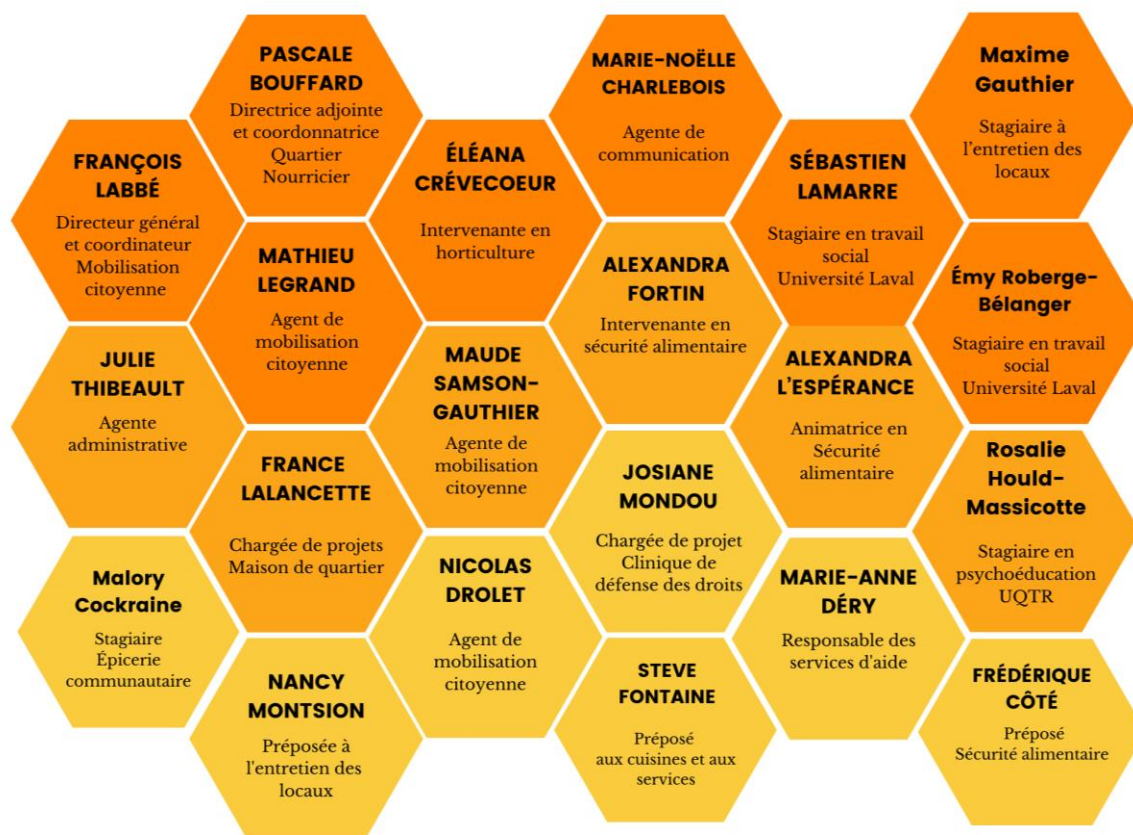 PASCALE
BOUFFARD
Directrice adjointe
et coordonnatrice
Quartier
Nourricier
MARIE-NOËLLE
CHARLEBOIS
Agente de
communication
Maxime
Gauthier
Stagiaire à
l'entretien des
locaux
FRANÇOIS
LABBÉ
Directeur général
et coordinateur
Mobilisation
citoyenne
ÉLÉANA
CRÉVECOEUR
Intervenante en
horticulture
SÉBASTIEN
LAMARRE
Stagiaire en travail
social
Université Laval
MATHIEU
LEGRAND
Agent de
mobilisation
citoyenne
ALEXANDRA
FORTIN
Intervenante en
sécurité alimentaire
Émy Roberge-
Bélanger
Stagiaire en travail
social
Université Laval
JULIE
THIBEAULT
Agente
administrative
MAUDE
SAMSON-
GAUTHIER
Agente de
mobilisation
citoyenne
ALEXANDRA
L'ESPÉRANCE
Animatrice en
Sécurité
alimentaire
FRANCE
LALANCETTE
Chargée de projets
Maison de quartier
JOSIANE
MONDOU
Chargée de projet
Clinique de
défense des droits
Rosalie
Hould-
Massicotte
Stagiaire en
psychoéducation
UQTR
Malory
Cockraine
Stagiaire
Épicerie
communautaire
NICOLAS
DROLET
Agent de
mobilisation
citoyenne
MARIE-ANNE
DÉRY
Responsable des
services d'aide
NANCY
MONTSION
Préposée à
l'entretien des
locaux
STEVE
FONTAINE
Préposé
aux cuisines et aux
services
FRÉDÉRIQUE
CÔTÉ
Préposé
Sécurité alimentaire